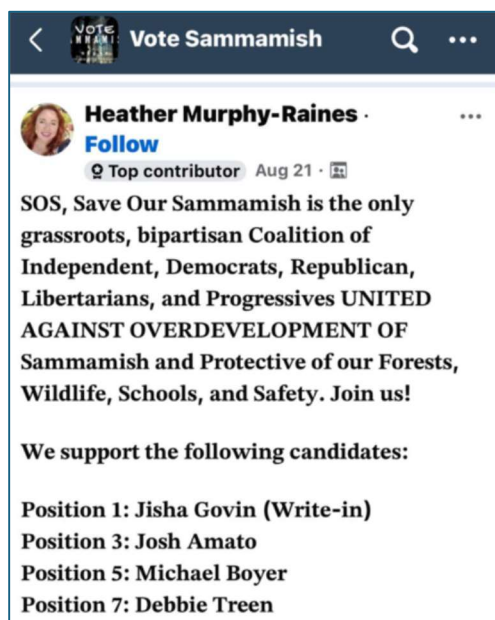 VOTE
Vote Sammamish
Heather Murphy-Raines ·
Follow
Top contributor Aug 21 ·
SOS, Save Our Sammamish is the only
grassroots, bipartisan Coalition of
Independent, Democrats, Republican,
Libertarians, and Progressives UNITED
AGAINST OVERDEVELOPMENT OF
Sammamish and Protective of our Forests,
Wildlife, Schools, and Safety. Join us!
We support the following candidates:
Position 1: Jisha Govin (Write-in)
Position 3: Josh Amato
Position 5: Michael Boyer
Position 7: Debbie Treen